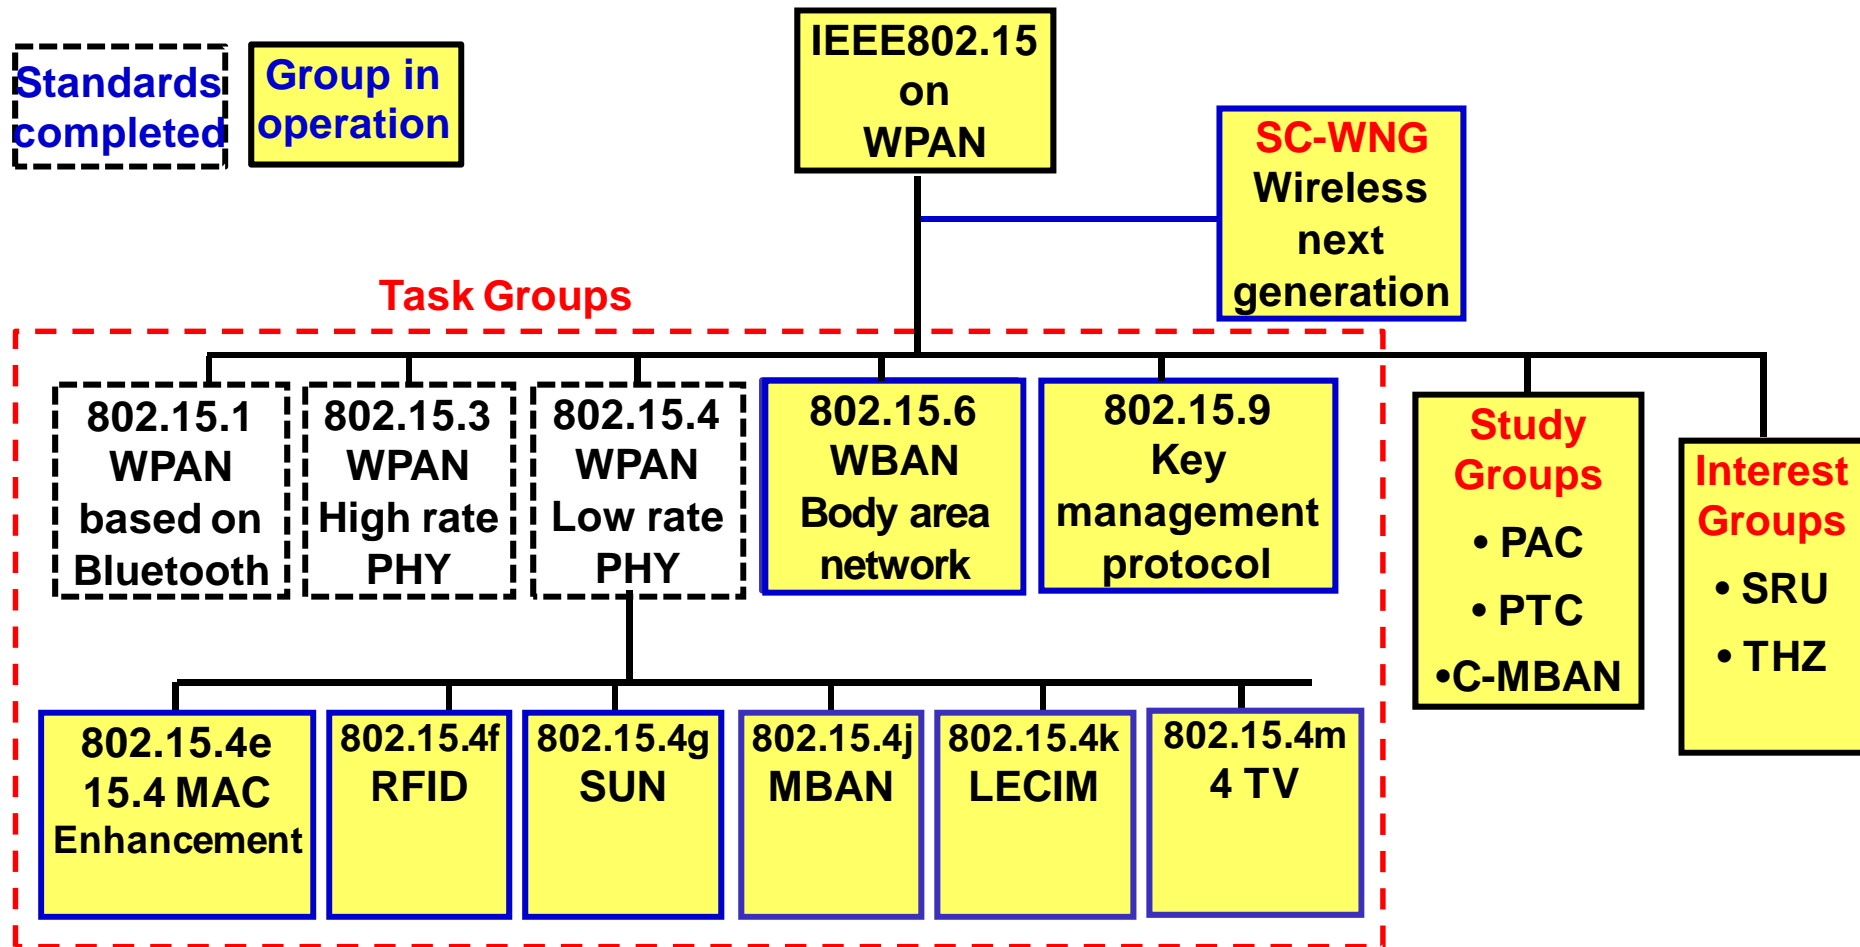 Standards
completed
Group in
operation
IEEE802.15
on
WPAN
SC-WNG
Wireless
next
generation
Task Groups
802.15.1
WPAN
based on
Bluetooth
802.15.3
WPAN
High rate
PHY
802.15.4
WPAN
Low rate
PHY
802.15.6
WBAN
Body area
network
802.15.9
Key
management
protocol
Study
Groups
• PAC
• PTC
•C-MBAN
Interest
Groups
• SRU
• THZ
802.15.4e
15.4 MAC
Enhancement
802.15.4f
RFID
802.15.4g
SUN
802.15.4j
MBAN
802.15.4k
LECIM
802.15.4m
4 TV